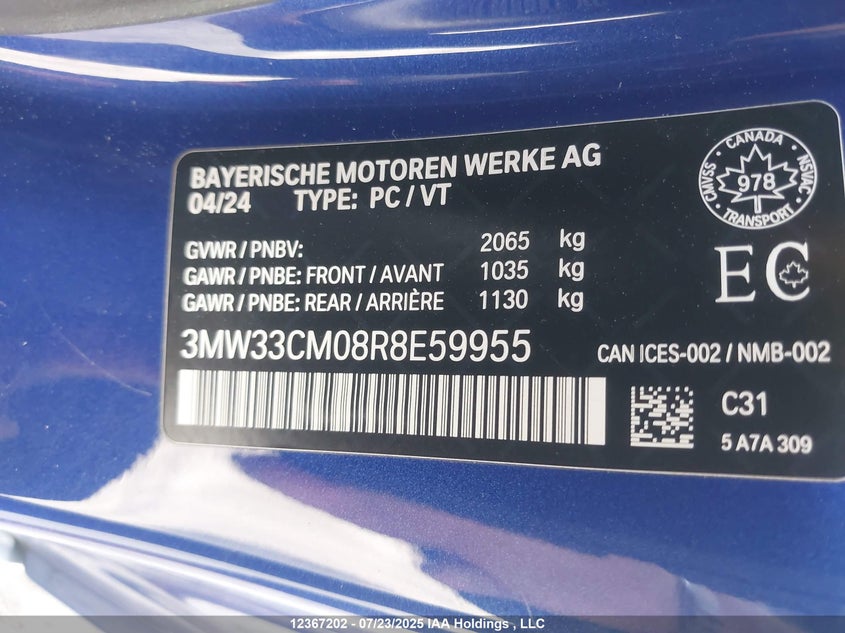 BAYERISCHE MOTOREN WERKE AG
04/24 TYPE: PC / VT
GVWR / PNBV: 2065 kg
GAWR / PNBE: FRONT / AVANT 1035 kg
GAWR / PNBE: REAR / ARRIÈRE 1130 kg
3MW33CM08R8E59955
CANADA
CMVSS 978 NSVAC
TRANSPORT
EC
CAN ICES-002 / NMB-002
C31
5 A7A 309
12367202 - 07/23/2025 IAA Holdings , LLC